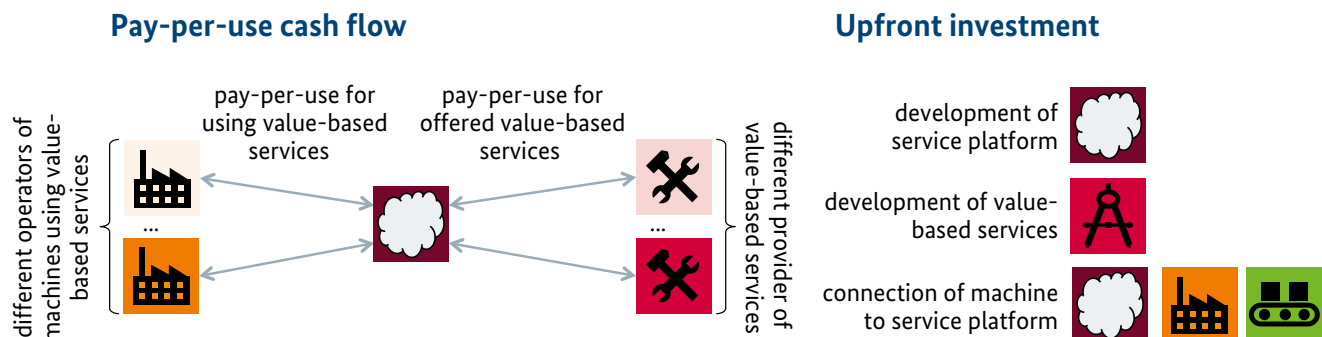 Pay-per-use cash flow
different operators of
machines using value-
based services
pay-per-use for
using value-based
services
pay-per-use for
offered value-based
services
...
...
different provider of
value-based services
Upfront investment
development of
service platform
development of value-
based services
connection of machine
to service platform